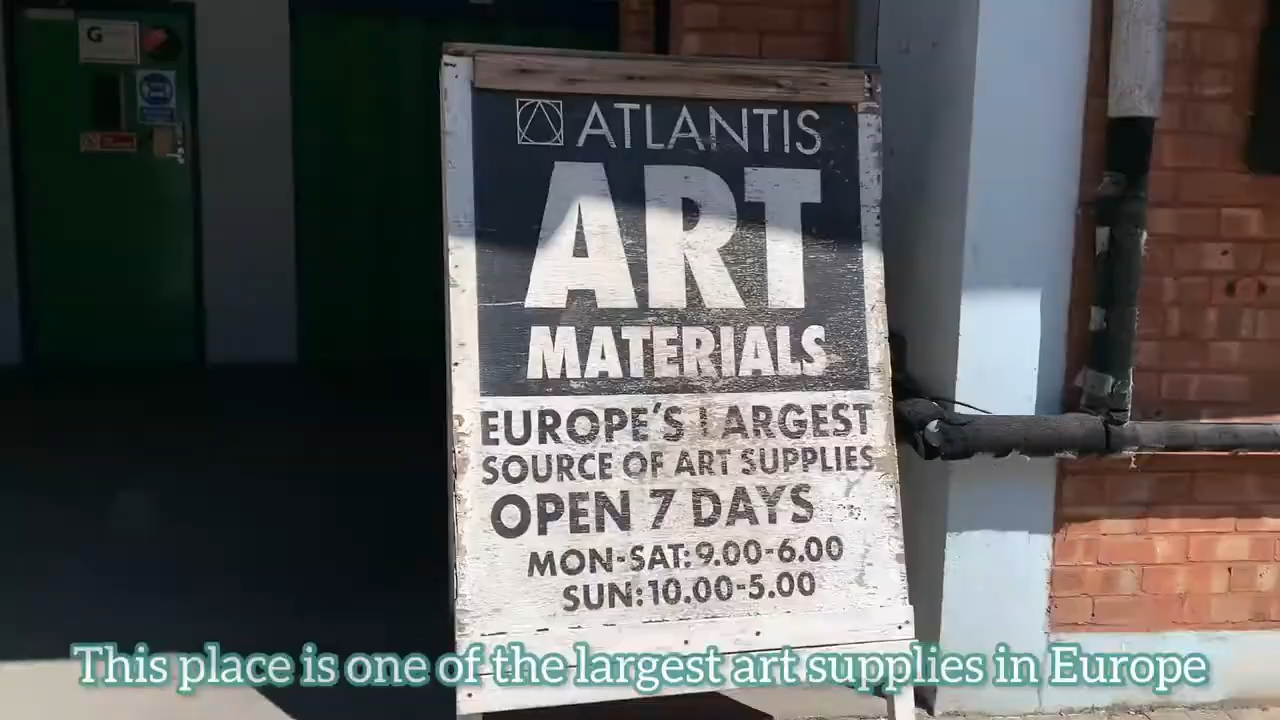 G
ATLANTIS
ART
MATERIALS
EUROPE'S LARGEST
SOURCE OF ART SUPPLIES
OPEN 7 DAYS
MON-SAT: 9.00-6.00
SUN: 10.00-5.00
This place is one of the largest art supplies in Europe